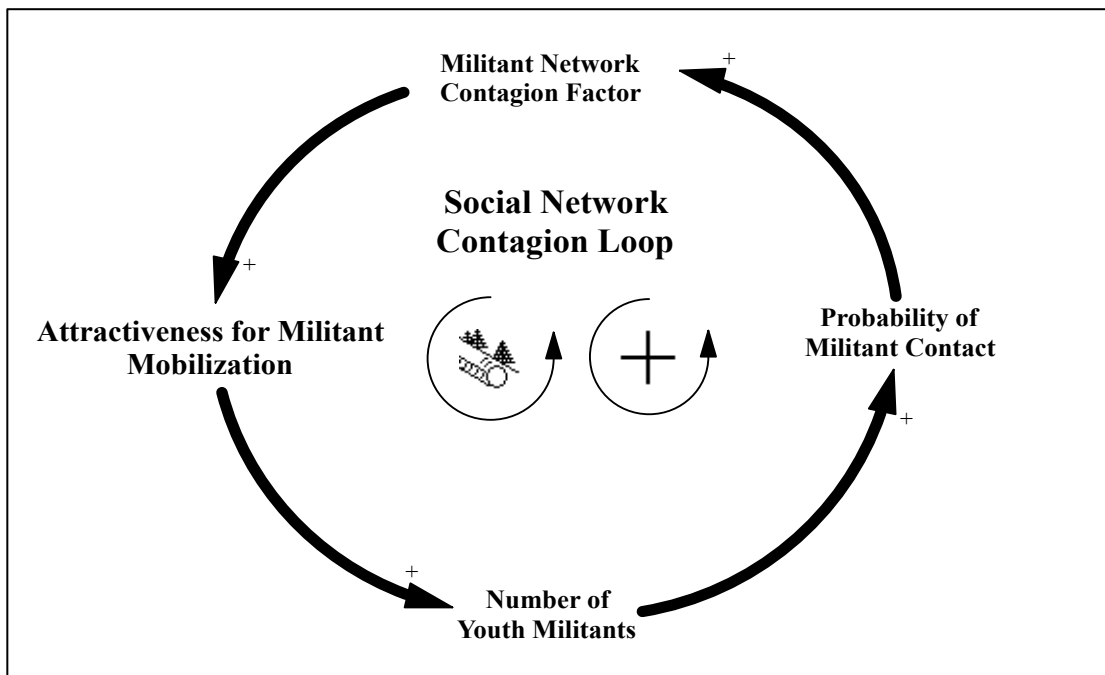 +
Militant Network
Contagion Factor
Social Network
Contagion Loop
+
Attractiveness for Militant
Mobilization
+
Probability of
Militant Contact
+
+
Number of
Youth Militants